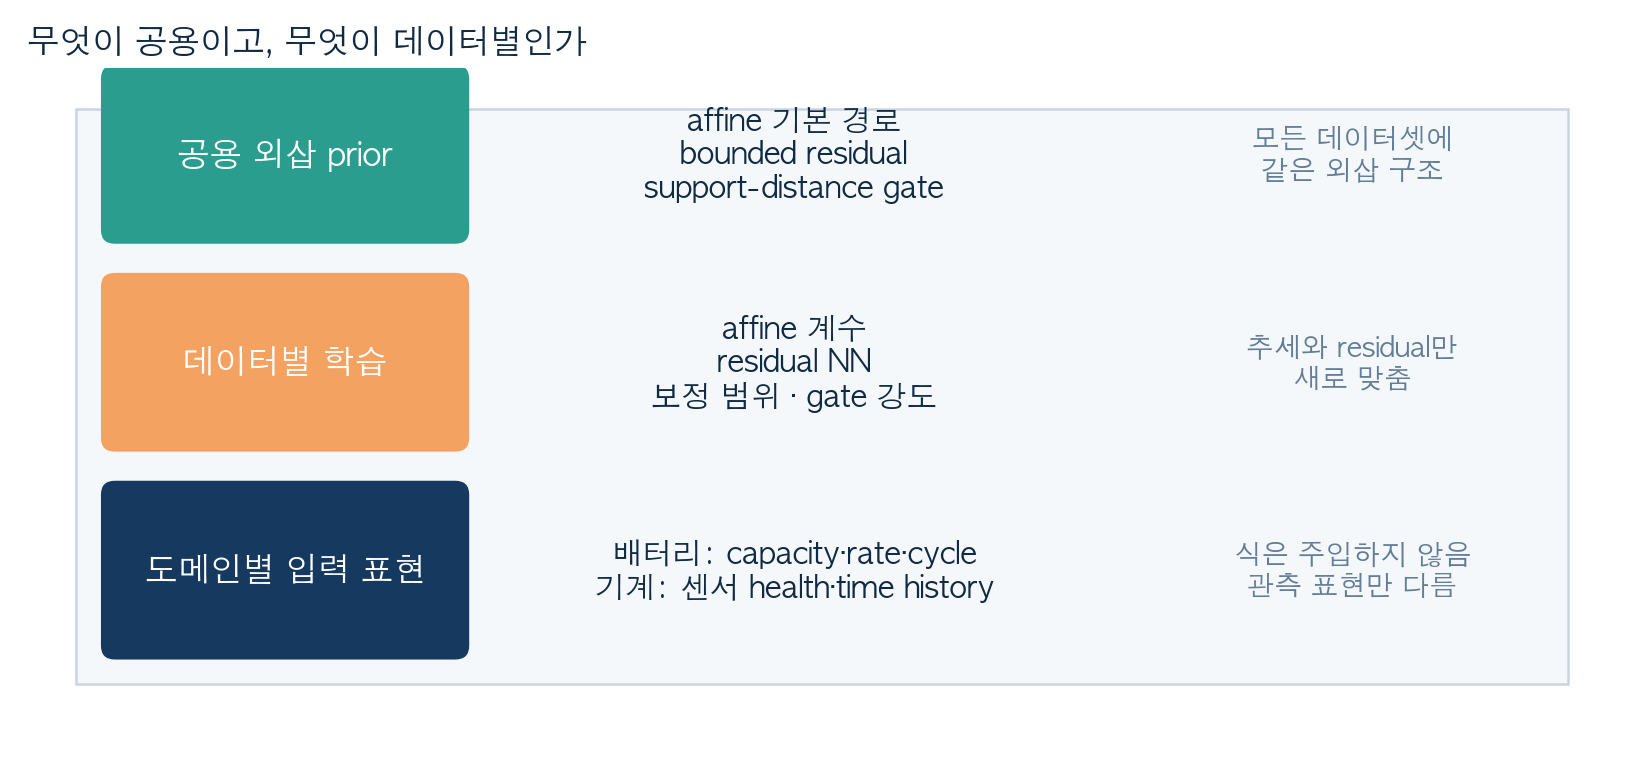 무엇이 공용이고, 무엇이 데이터별인가
공용 외삽 prior
affine 기본 경로
bounded residual
support-distance gate
모든 데이터셋에
같은 외삽 구조
데이터별 학습
affine 계수
residual NN
보정 범위 · gate 강도
추세와 residual만
새로 맞춤
도메인별 입력 표현
배터리: capacity·rate·cycle
기계: 센서 health·time history
식은 주입하지 않음
관측 표현만 다름